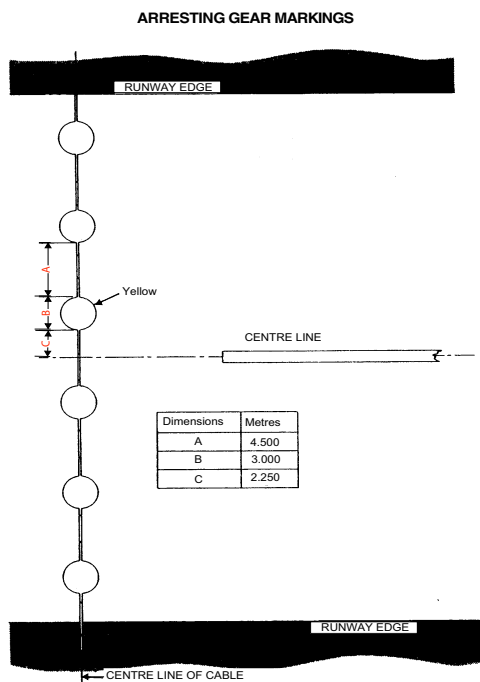 ARRESTING GEAR MARKINGS
RUNWAY EDGE
A
Yellow
B
CENTRE LINE
C
Dimensions Metres
A 4.500
B 3.000
C 2.250
RUNWAY EDGE
CENTRE LINE OF CABLE